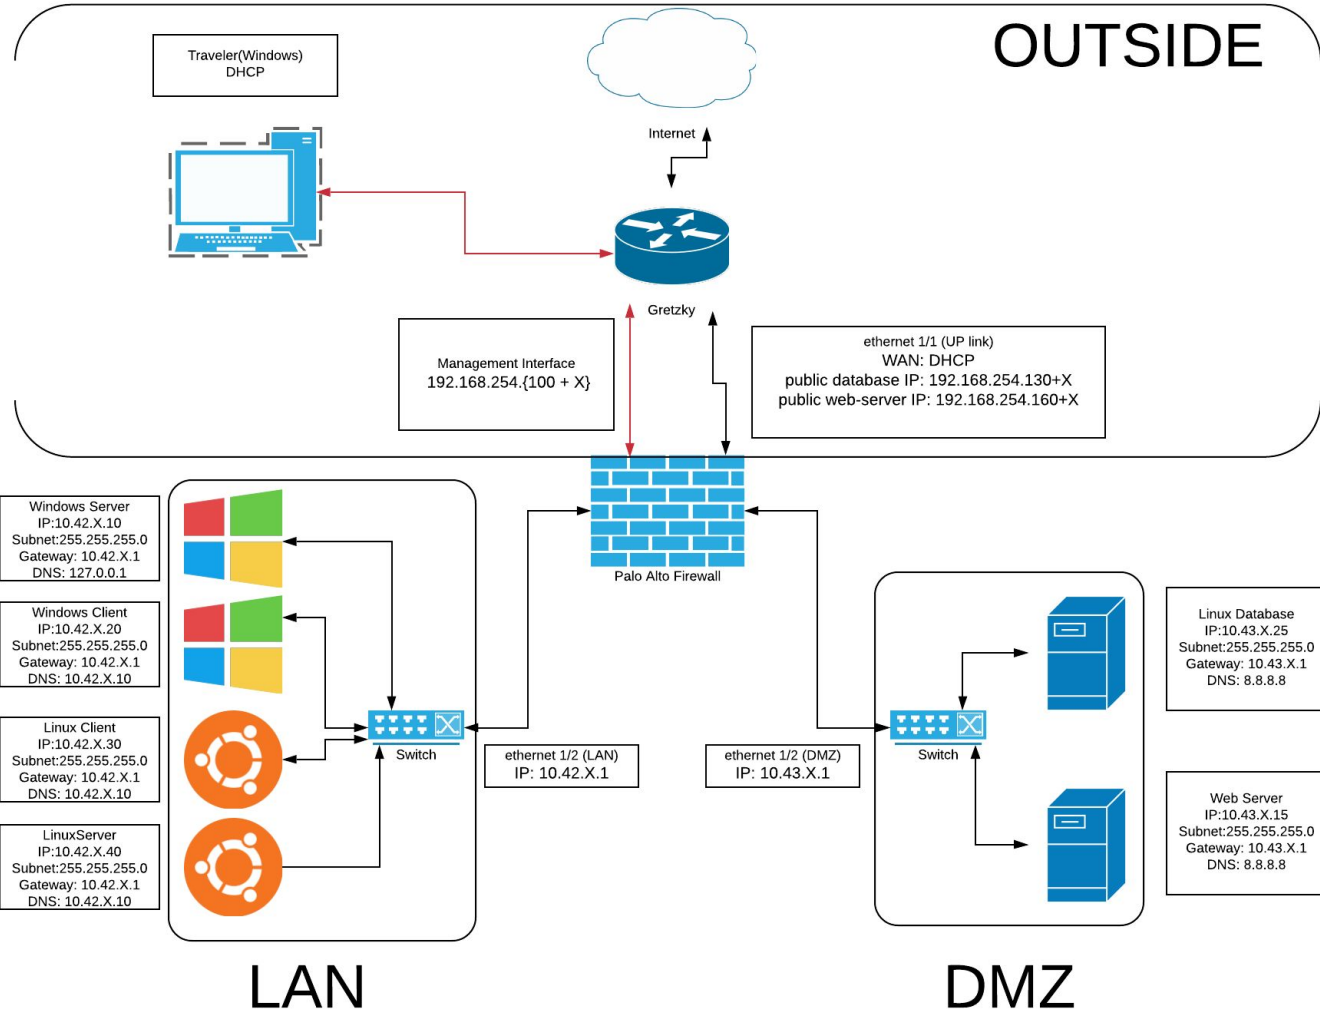 OUTSIDE
Traveler(Windows)
DHCP
Internet
Gretzky
Management Interface
192.168.254.{100 + X}
ethernet 1/1 (UP link)
WAN: DHCP
public database IP: 192.168.254.130+X
public web-server IP: 192.168.254.160+X
Palo Alto Firewall
Windows Server
IP:10.42.X.10
Subnet:255.255.255.0
Gateway: 10.42.X.1
DNS: 127.0.0.1
Windows Client
IP:10.42.X.20
Subnet:255.255.255.0
Gateway: 10.42.X.1
DNS: 10.42.X.10
Linux Client
IP:10.42.X.30
Subnet:255.255.255.0
Gateway: 10.42.X.1
DNS: 10.42.X.10
LinuxServer
IP:10.42.X.40
Subnet:255.255.255.0
Gateway: 10.42.X.1
DNS: 10.42.X.10
Switch
ethernet 1/2 (LAN)
IP: 10.42.X.1
ethernet 1/2 (DMZ)
IP: 10.43.X.1
Switch
Linux Database
IP:10.43.X.25
Subnet:255.255.255.0
Gateway: 10.43.X.1
DNS: 8.8.8.8
Web Server
IP:10.43.X.15
Subnet:255.255.255.0
Gateway: 10.43.X.1
DNS: 8.8.8.8
LAN
DMZ